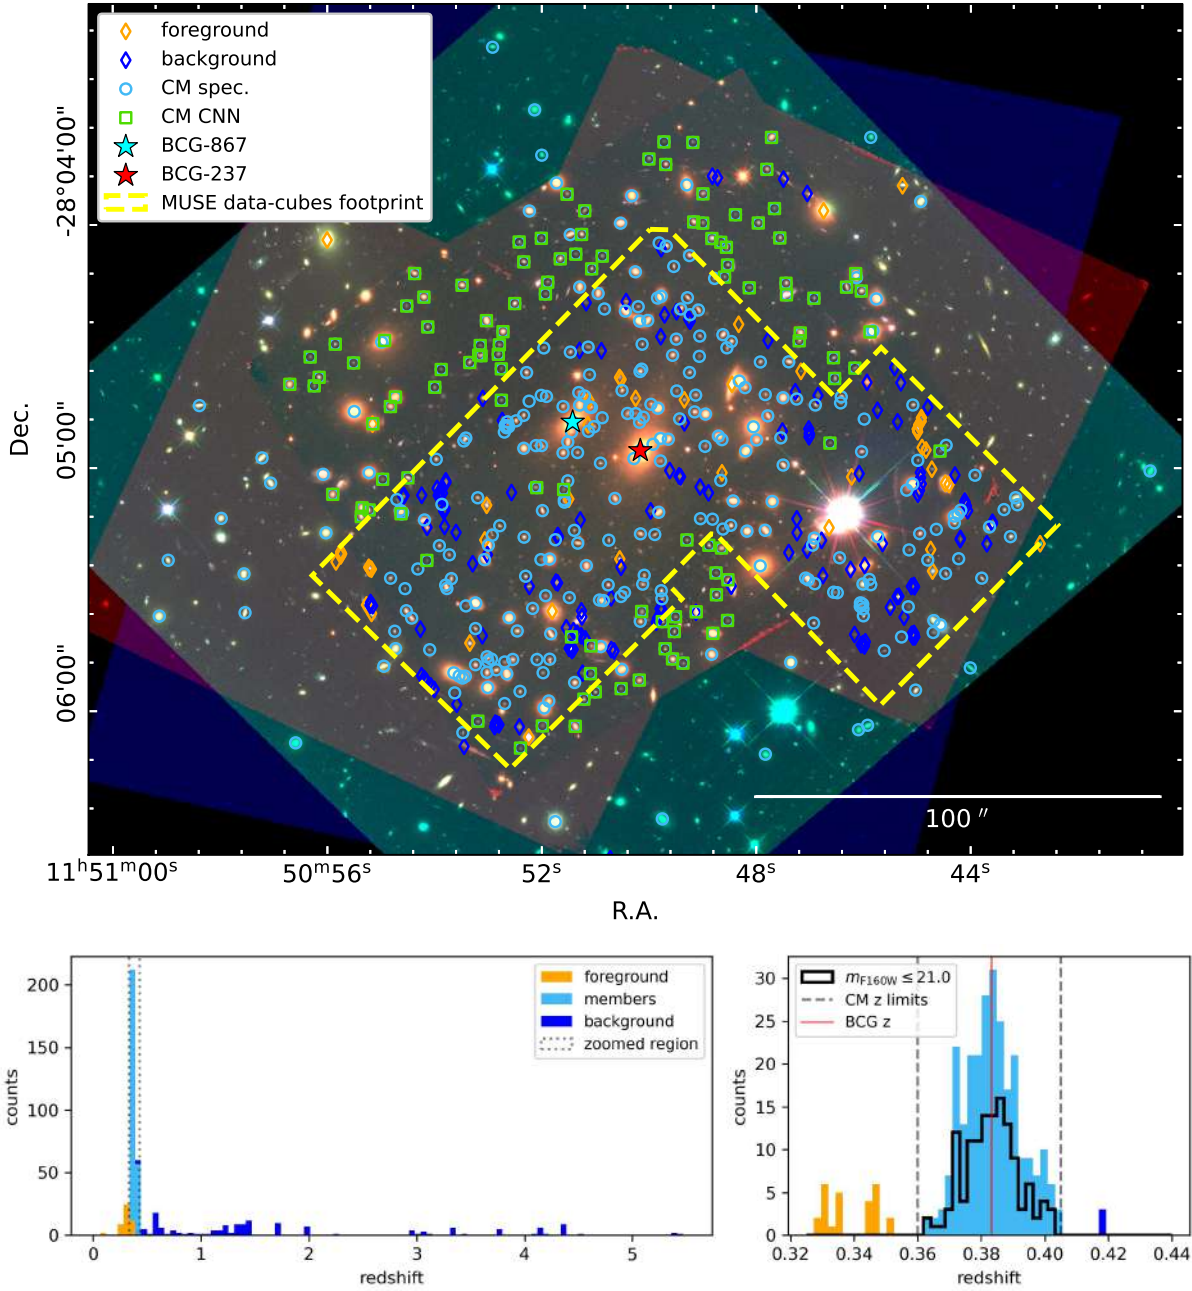 foreground
background
CM spec.
CM CNN
BCG-867
BCG-237
MUSE data-cubes footprint
-28°04'00"
05'00"
06'00"
Dec.
100 "
11ʰ51ᵐ00ˢ 50ᵐ56ˢ 52ˢ 48ˢ 44ˢ
R.A.
foreground
members
background
zoomed region
200
150
100
50
0
counts
0 1 2 3 4 5
redshift
m_F160W ≤ 21.0
CM z limits
BCG z
30
25
20
15
10
5
0
counts
0.32 0.34 0.36 0.38 0.40 0.42 0.44
redshift